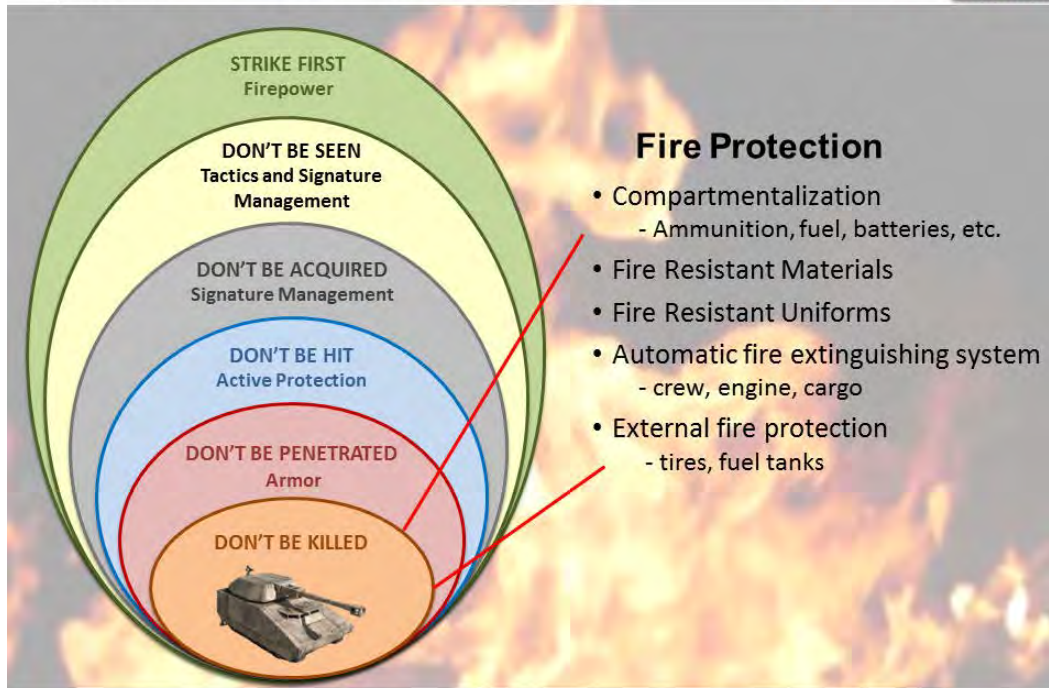 STRIKE FIRST
Firepower
DON'T BE SEEN
Tactics and Signature
Management
DON'T BE ACQUIRED
Signature Management
DON'T BE HIT
Active Protection
DON'T BE PENETRATED
Armor
DON'T BE KILLED
Fire Protection
• Compartmentalization
- Ammunition, fuel, batteries, etc.
• Fire Resistant Materials
• Fire Resistant Uniforms
• Automatic fire extinguishing system
- crew, engine, cargo
• External fire protection
- tires, fuel tanks